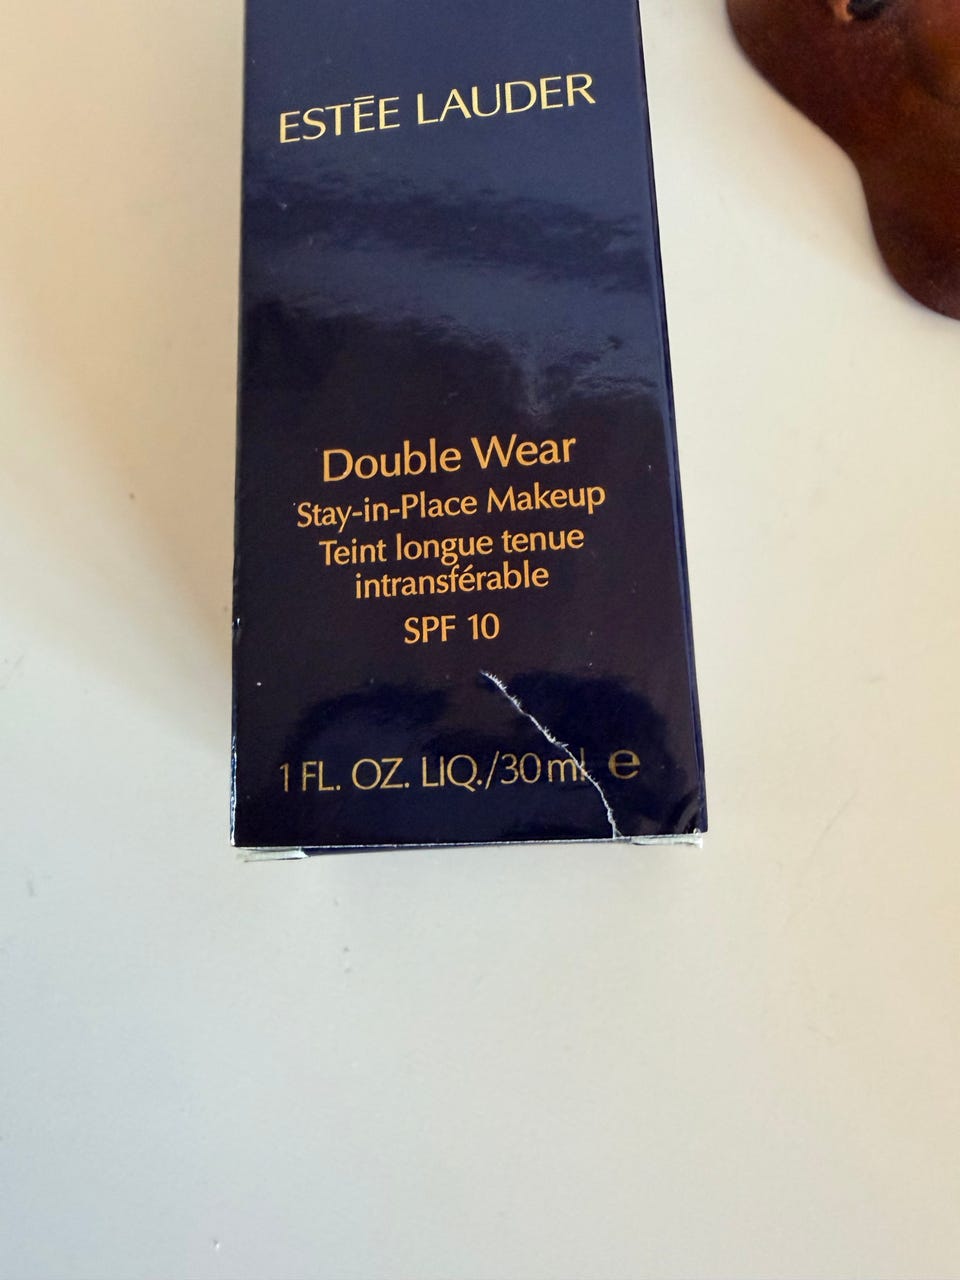 ESTĒE LAUDER
Double Wear
Stay-in-Place Makeup
Teint longue tenue
intransférable
SPF 10
1 FL. OZ. LIQ./30 ml ℮